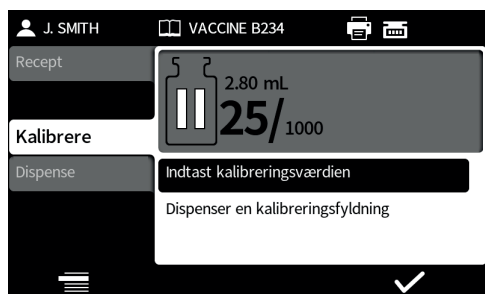 J. SMITH
VACCINE B234
Recept
Kalibrere
Dispense
2.80 mL
25/1000
Indtast kalibreringsværdien
Dispenser en kalibreringsfyldning